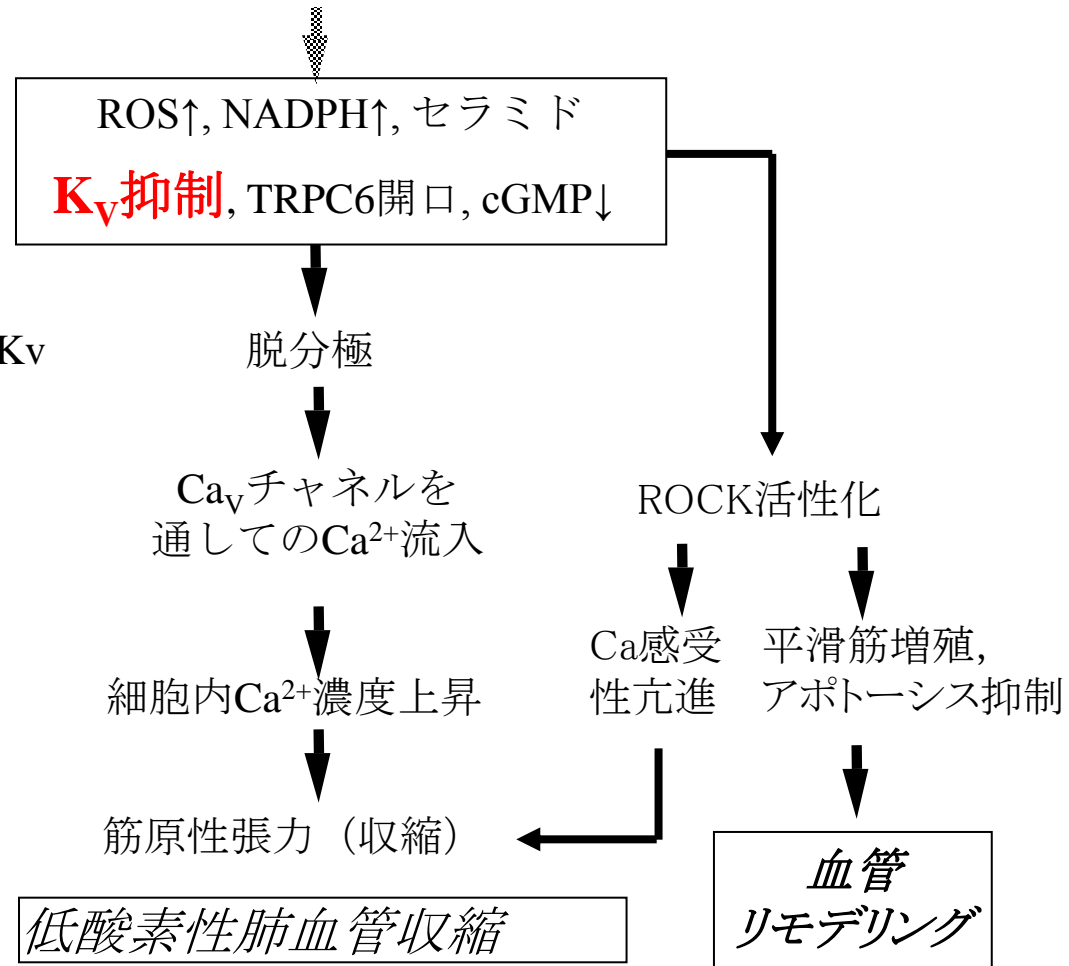 ROS↑, NADPH↑, セラミド
K_V抑制, TRPC6開口, cGMP↓
Kv
脱分極
Ca_Vチャネルを
通してのCa²⁺流入
ROCK活性化
細胞内Ca²⁺濃度上昇
Ca感受
性亢進
平滑筋増殖,
アポトーシス抑制
筋原性張力（収縮）
低酸素性肺血管収縮
血管
リモデリング